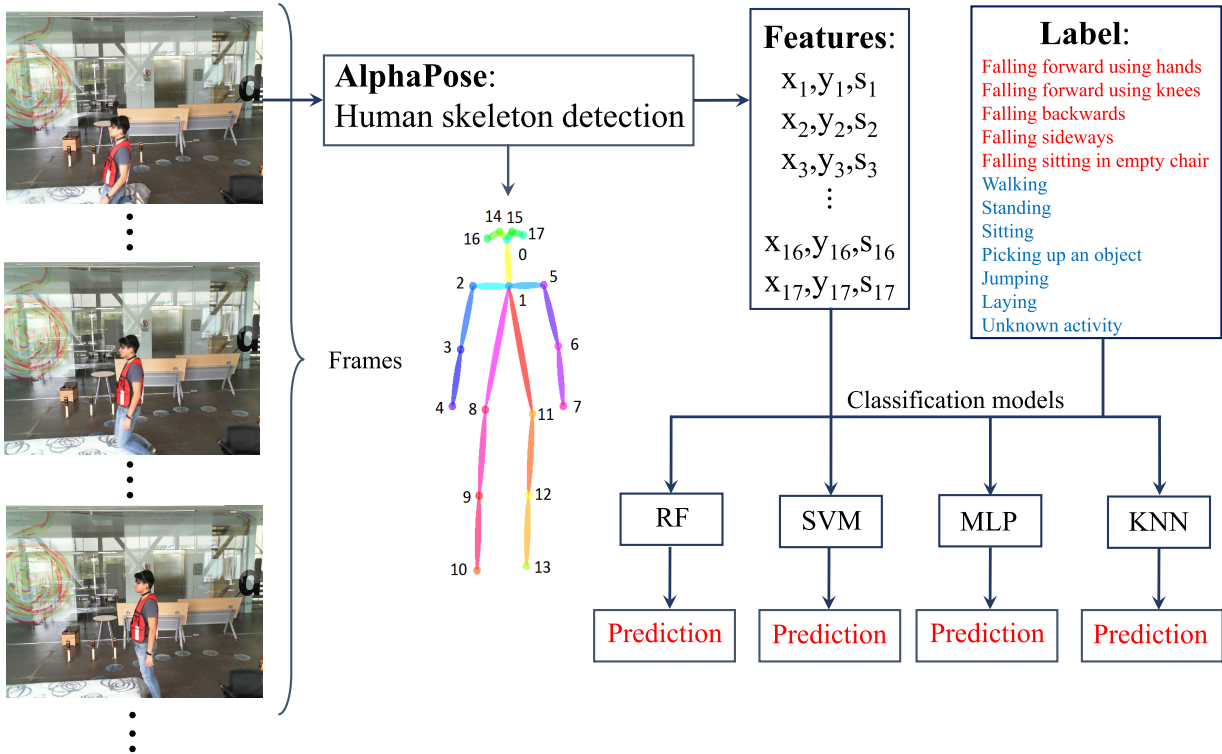 AlphaPose:
Human skeleton detection
Features:
x₁,y₁,s₁
x₂,y₂,s₂
x₃,y₃,s₃
⋮
x₁₆,y₁₆,s₁₆
x₁₇,y₁₇,s₁₇
Label:
Falling forward using hands
Falling forward using knees
Falling backwards
Falling sideways
Falling sitting in empty chair
Walking
Standing
Sitting
Picking up an object
Jumping
Laying
Unknown activity
Frames
14 15
16 17
0
2 5
1
3 6
4 8 11 7
9 12
10 13
Classification models
RF SVM MLP KNN
Prediction Prediction Prediction Prediction
d
d
d